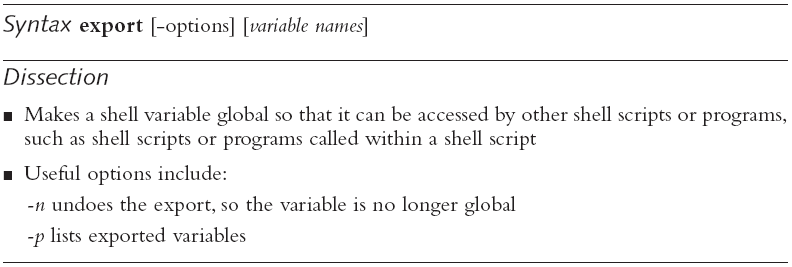 Syntax export [-options] [variable names]
Dissection
■ Makes a shell variable global so that it can be accessed by other shell scripts or programs,
such as shell scripts or programs called within a shell script
■ Useful options include:
-n undoes the export, so the variable is no longer global
-p lists exported variables